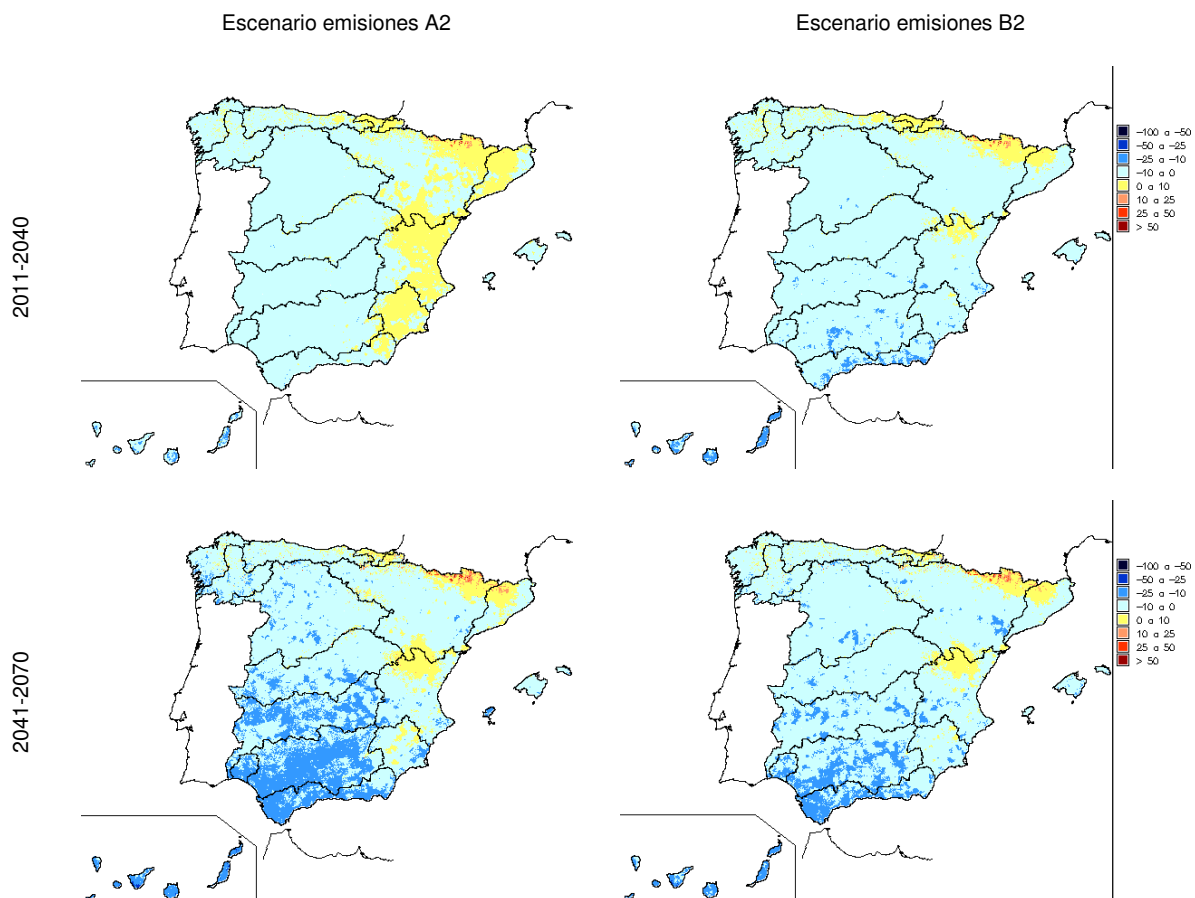 Escenario emisiones A2
Escenario emisiones B2
2011-2040
-100 a -50
-50 a -25
-25 a -10
-10 a 0
0 a 10
10 a 25
25 a 50
> 50
2041-2070
-100 a -50
-50 a -25
-25 a -10
-10 a 0
0 a 10
10 a 25
25 a 50
> 50